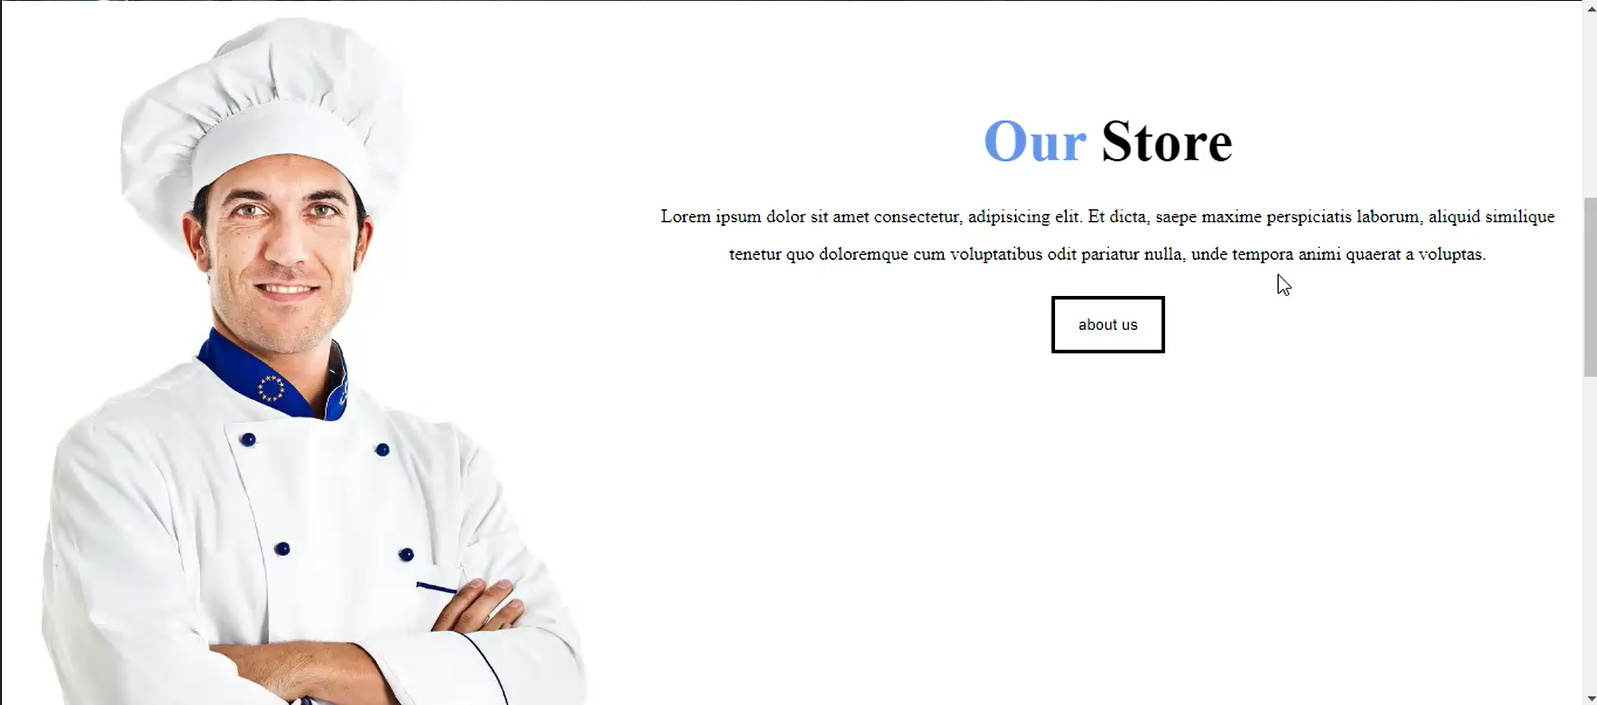 Our Store
Lorem ipsum dolor sit amet consectetur, adipisicing elit. Et dicta, saepe maxime perspiciatis laborum, aliquid similique
tenetur quo doloremque cum voluptatibus odit pariatur nulla, unde tempora animi quaerat a voluptas.
about us